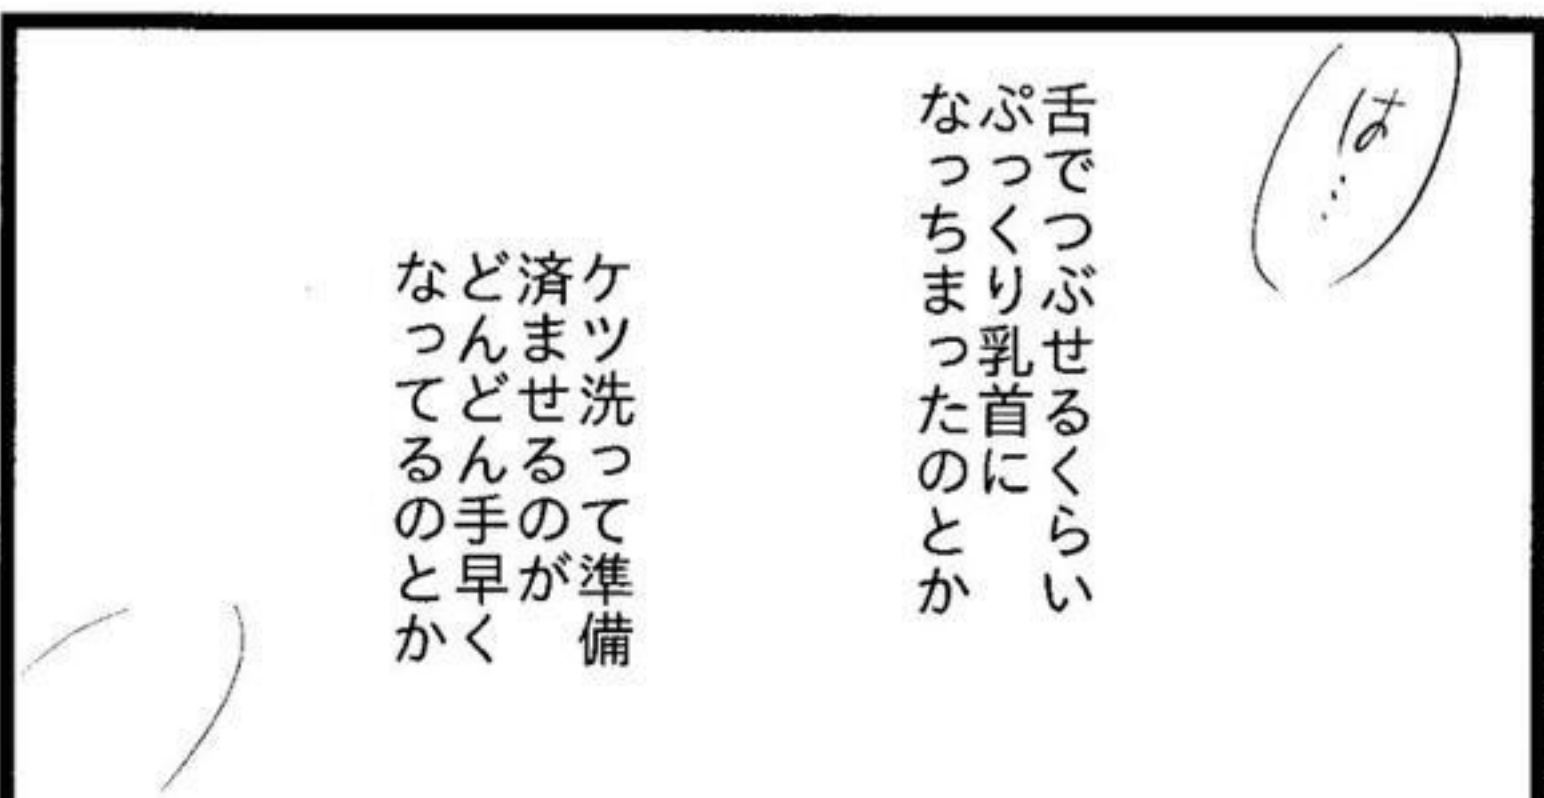 は…
舌でつぶせるくらい
ぷっくり乳首に
なっちまったのとか
ケツ洗って準備
済ませるのが
どんどん手早く
なってるのとか